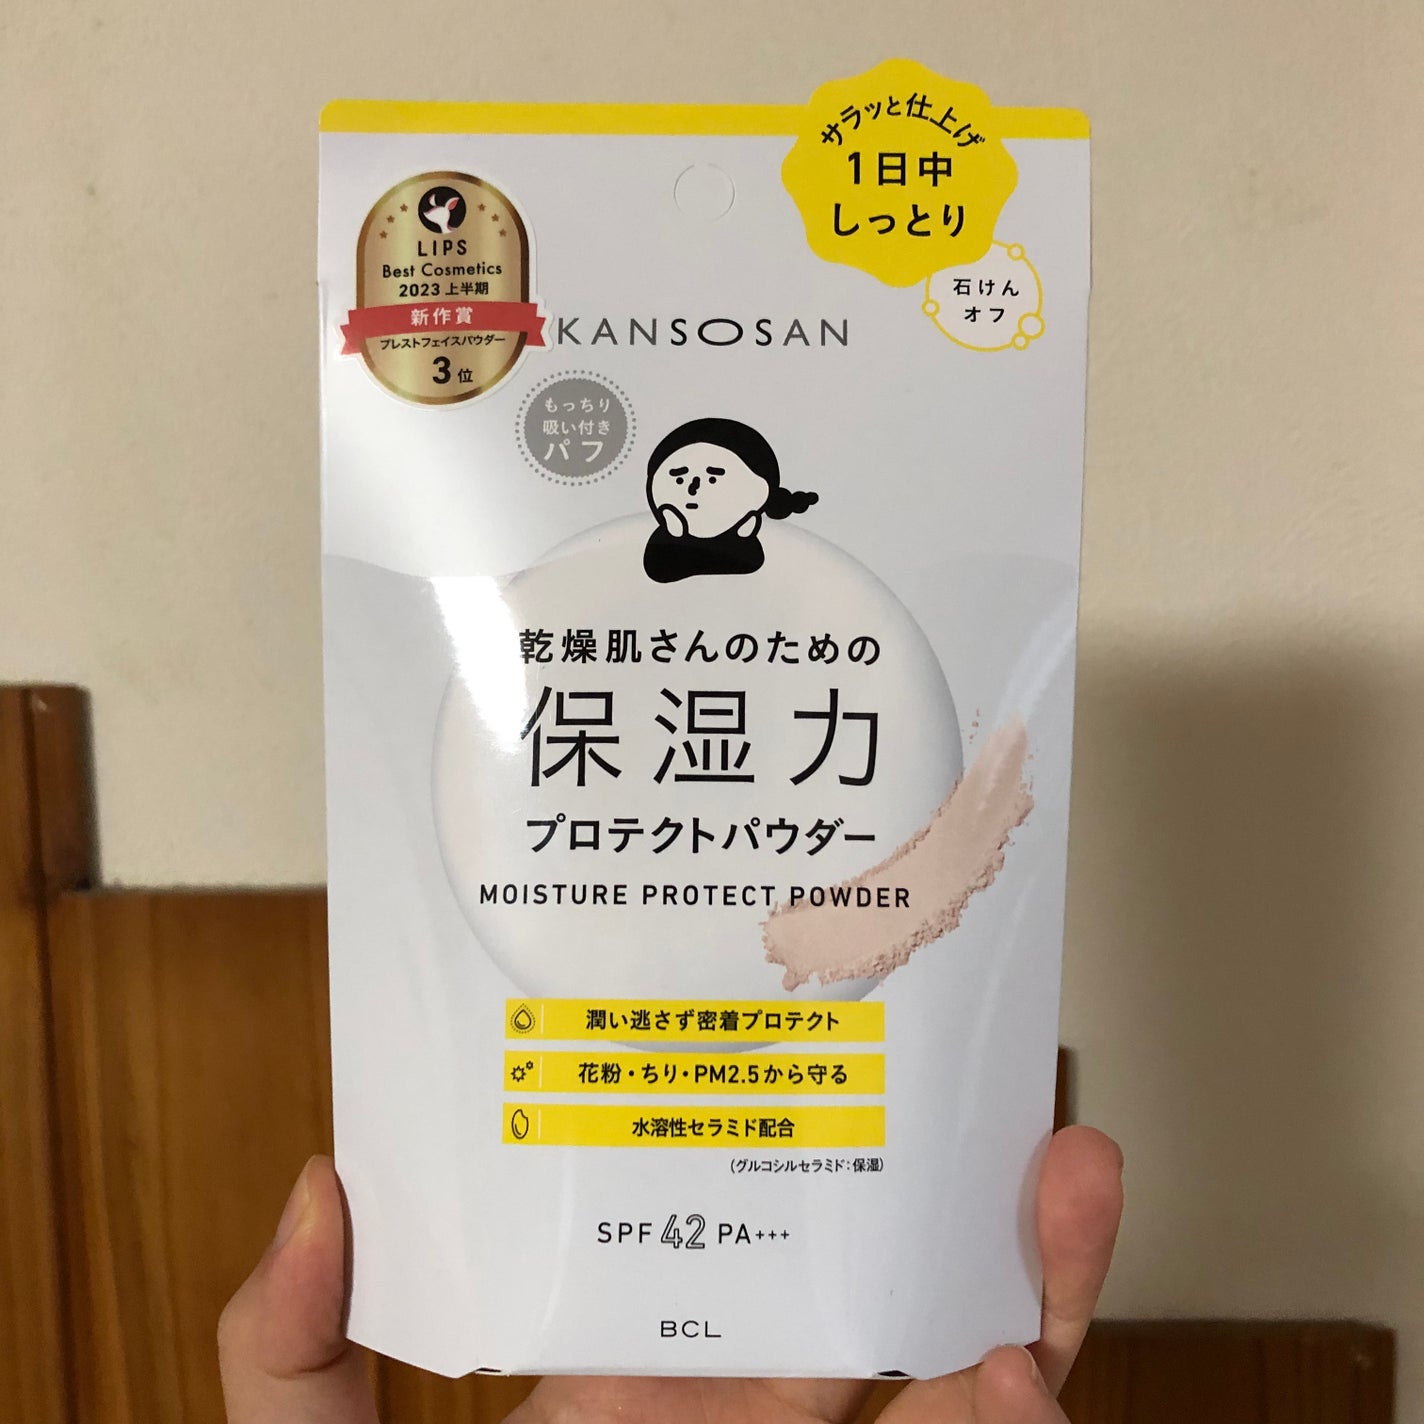 サラッと仕上げ
1日中
しっとり
石けん
オフ
LIPS
Best Cosmetics
2023 上半期
新作賞
プレストフェイスパウダー
3位
KANSOSAN
もっちり
吸い付き
パフ
乾燥肌さんのための
保湿力
プロテクトパウダー
MOISTURE PROTECT POWDER
潤い逃さず密着プロテクト
花粉・ちり・PM2.5から守る
水溶性セラミド配合
(グルコシルセラミド:保湿)
SPF 42 PA+++
BCL